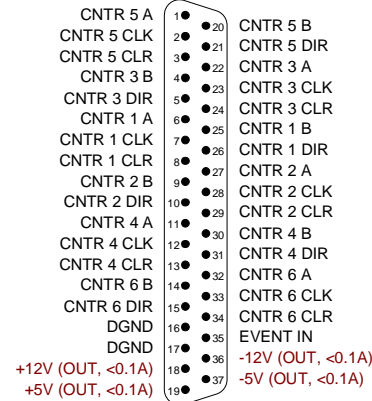 CNTR 5 A 1
CNTR 5 CLK 2
CNTR 5 CLR 3
CNTR 3 B 4
CNTR 3 DIR 5
CNTR 1 A 6
CNTR 1 CLK 7
CNTR 1 CLR 8
CNTR 2 B 9
CNTR 2 DIR 10
CNTR 4 A 11
CNTR 4 CLK 12
CNTR 4 CLR 13
CNTR 6 B 14
CNTR 6 DIR 15
DGND 16
DGND 17
+12V (OUT, <0.1A) 18
+5V (OUT, <0.1A) 19
20 CNTR 5 B
21 CNTR 5 DIR
22 CNTR 3 A
23 CNTR 3 CLK
24 CNTR 3 CLR
25 CNTR 1 B
26 CNTR 1 DIR
27 CNTR 2 A
28 CNTR 2 CLK
29 CNTR 2 CLR
30 CNTR 4 B
31 CNTR 4 DIR
32 CNTR 6 A
33 CNTR 6 CLK
34 CNTR 6 CLR
35 EVENT IN
36 -12V (OUT, <0.1A)
37 -5V (OUT, <0.1A)